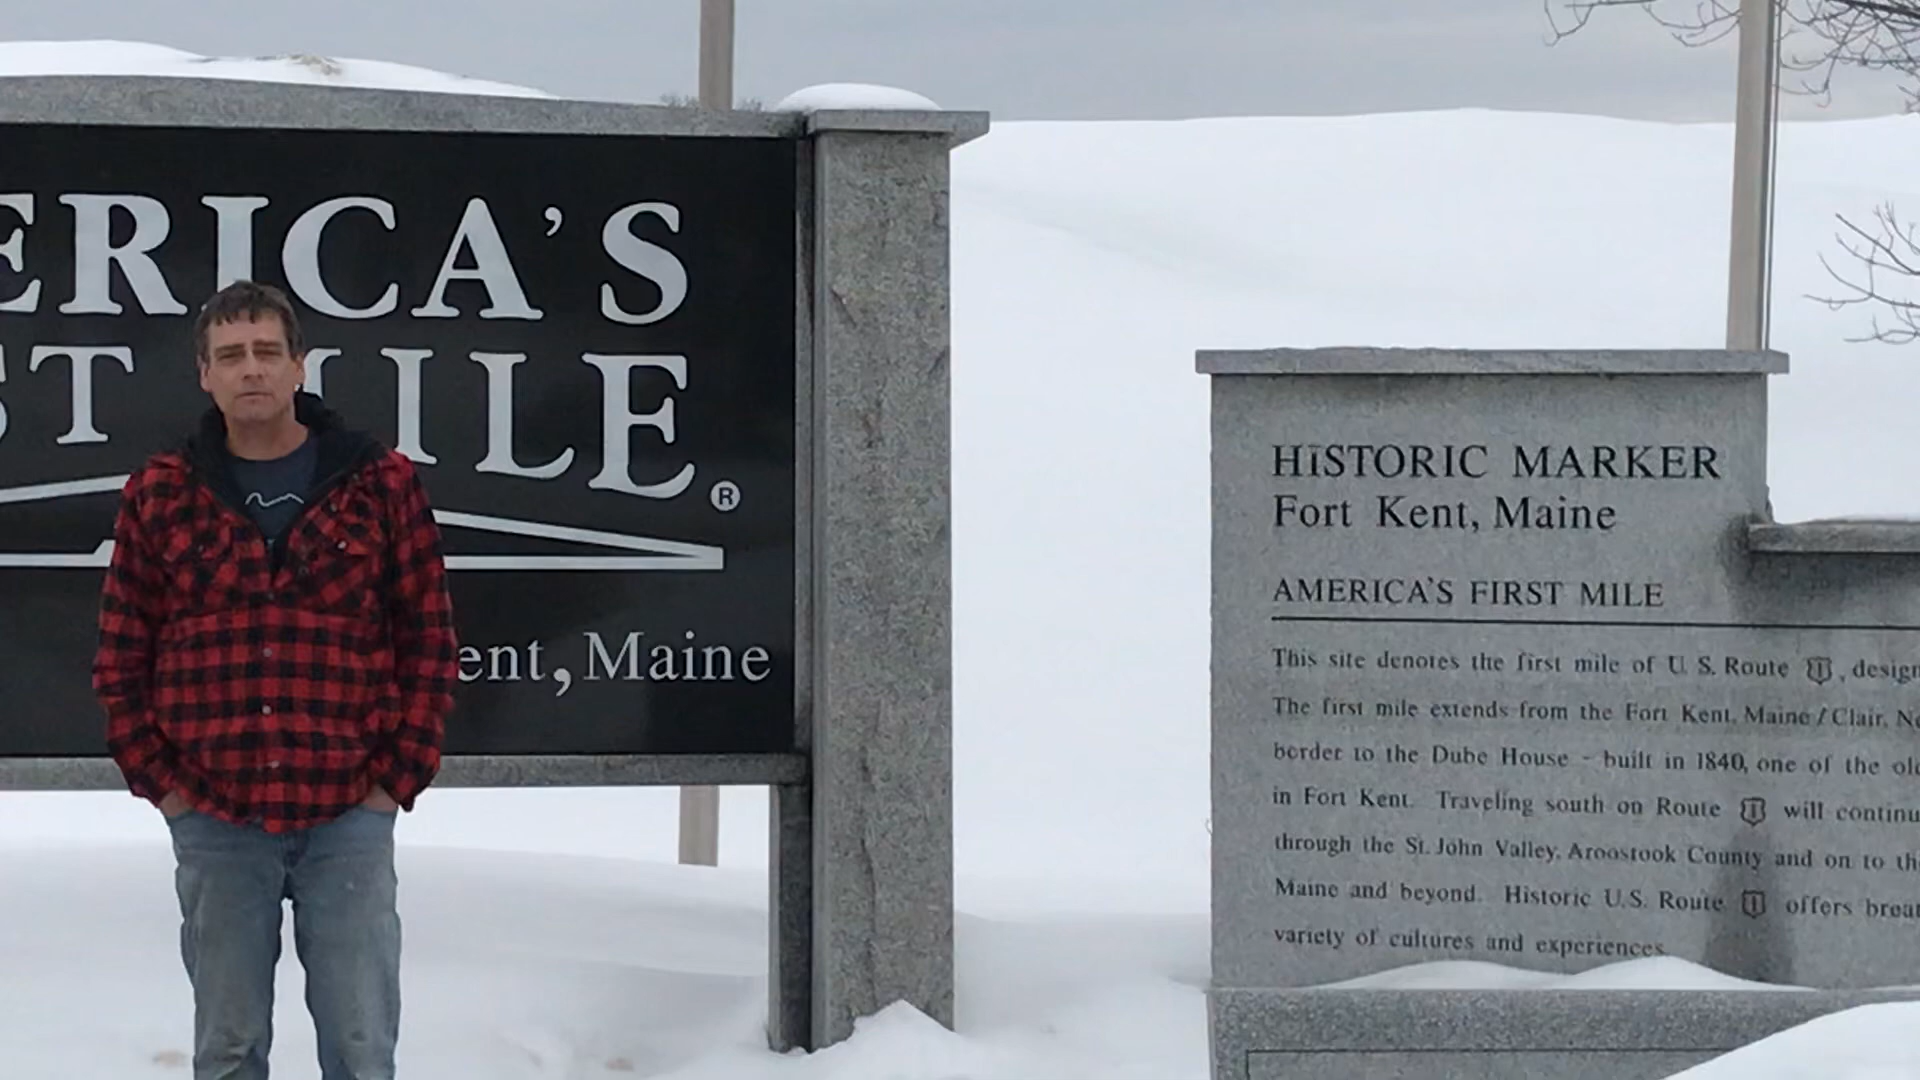 ERICA'S
ST MILE®
ent, Maine
HISTORIC MARKER
Fort Kent, Maine
AMERICA'S FIRST MILE
This site denotes the first mile of U. S. Route 1, design
The first mile extends from the Fort Kent, Maine / Clair, Ne
border to the Dube House - built in 1840, one of the old
in Fort Kent. Traveling south on Route 1 will continu
through the St. John Valley, Aroostook County and on to th
Maine and beyond. Historic U.S. Route 1 offers brea
variety of cultures and experiences.